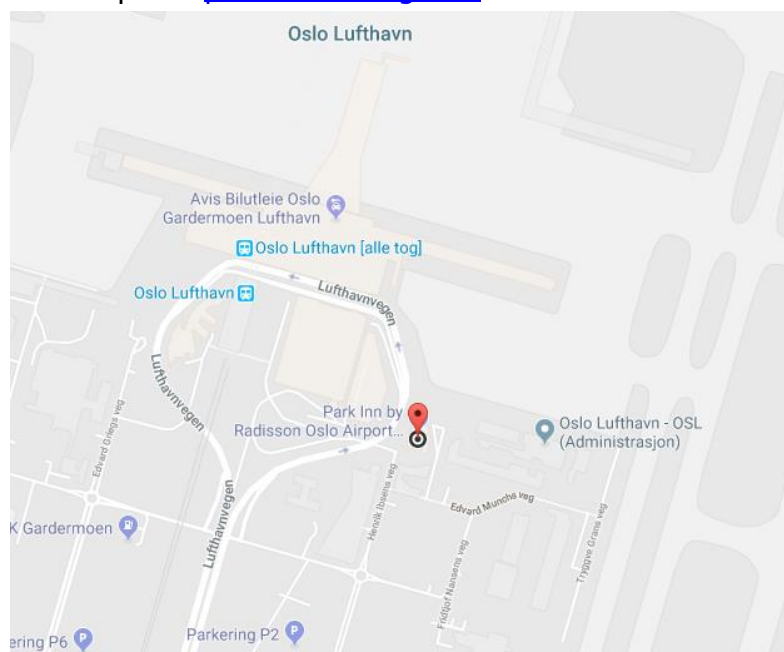 Oslo Lufthavn
Avis Bilutleie Oslo
Gardermoen Lufthavn
Oslo Lufthavn [alle tog]
Oslo Lufthavn
Lufthavnvegen
Lufthavnvegen
Park Inn by
Radisson Oslo Airport...
Oslo Lufthavn - OSL
(Administrasjon)
Edvard Griegs veg
Lufthavnvegen
Henrik Ibsens veg
Edvard Munchs veg
K Gardermoen
Fridtjof Nansens veg
Tryggve Grans veg
ering P6
P
Parkering P2
P